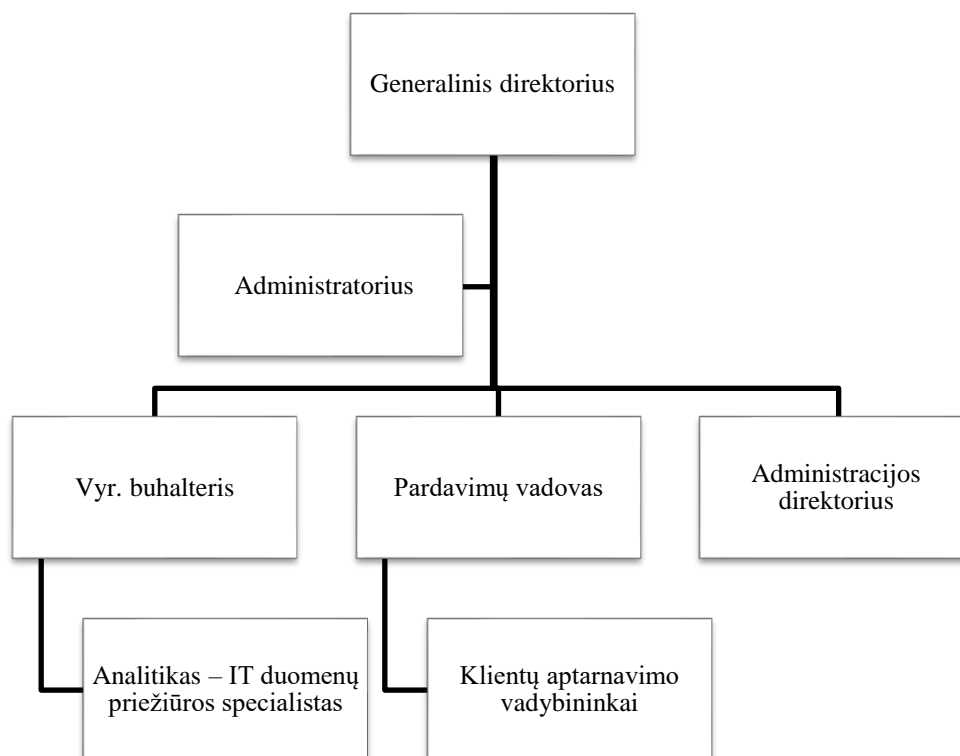 Generalinis direktorius
Administratorius
Vyr. buhalteris
Pardavimų vadovas
Administracijos
direktorius
Analitikas – IT duomenų
priežiūros specialistas
Klientų aptarnavimo
vadybininkai